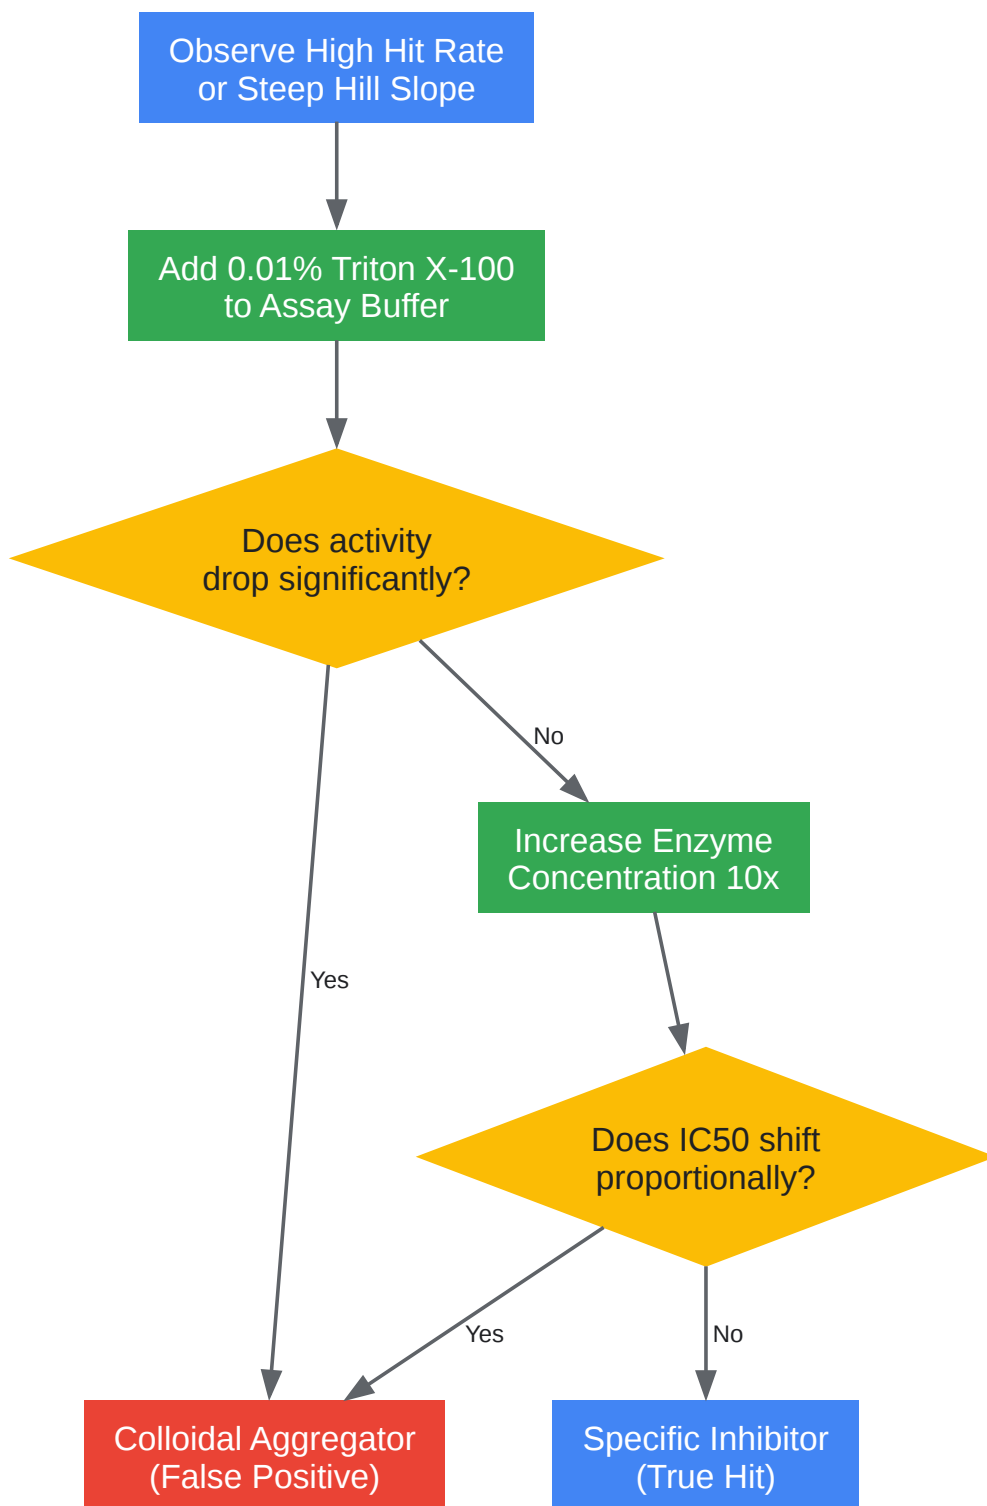 Observe High Hit Rate
or Steep Hill Slope
Add 0.01% Triton X-100
to Assay Buffer
Does activity
drop significantly?
No
Increase Enzyme
Concentration 10x
Yes
Does IC50 shift
proportionally?
Yes
No
Colloidal Aggregator
(False Positive)
Specific Inhibitor
(True Hit)